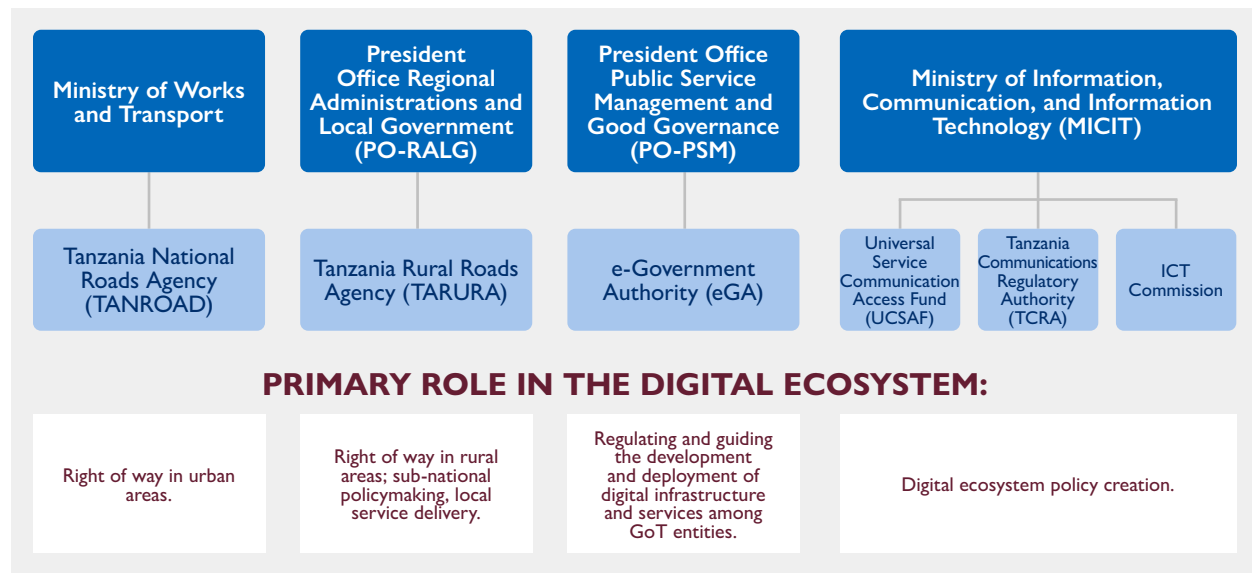 Ministry of Works
and Transport
President
Office Regional
Administrations and
Local Government
(PO-RALG)
President Office
Public Service
Management and
Good Governance
(PO-PSM)
Ministry of Information,
Communication, and Information
Technology (MICIT)
Tanzania National
Roads Agency
(TANROAD)
Tanzania Rural Roads
Agency (TARURA)
e-Government
Authority (eGA)
Universal
Service
Communication
Access Fund
(UCSAF)
Tanzania
Communications
Regulatory
Authority
(TCRA)
ICT
Commission
PRIMARY ROLE IN THE DIGITAL ECOSYSTEM:
Right of way in urban
areas.
Right of way in rural
areas; sub-national
policymaking, local
service delivery.
Regulating and guiding
the development
and deployment of
digital infrastructure
and services among
GoT entities.
Digital ecosystem policy creation.